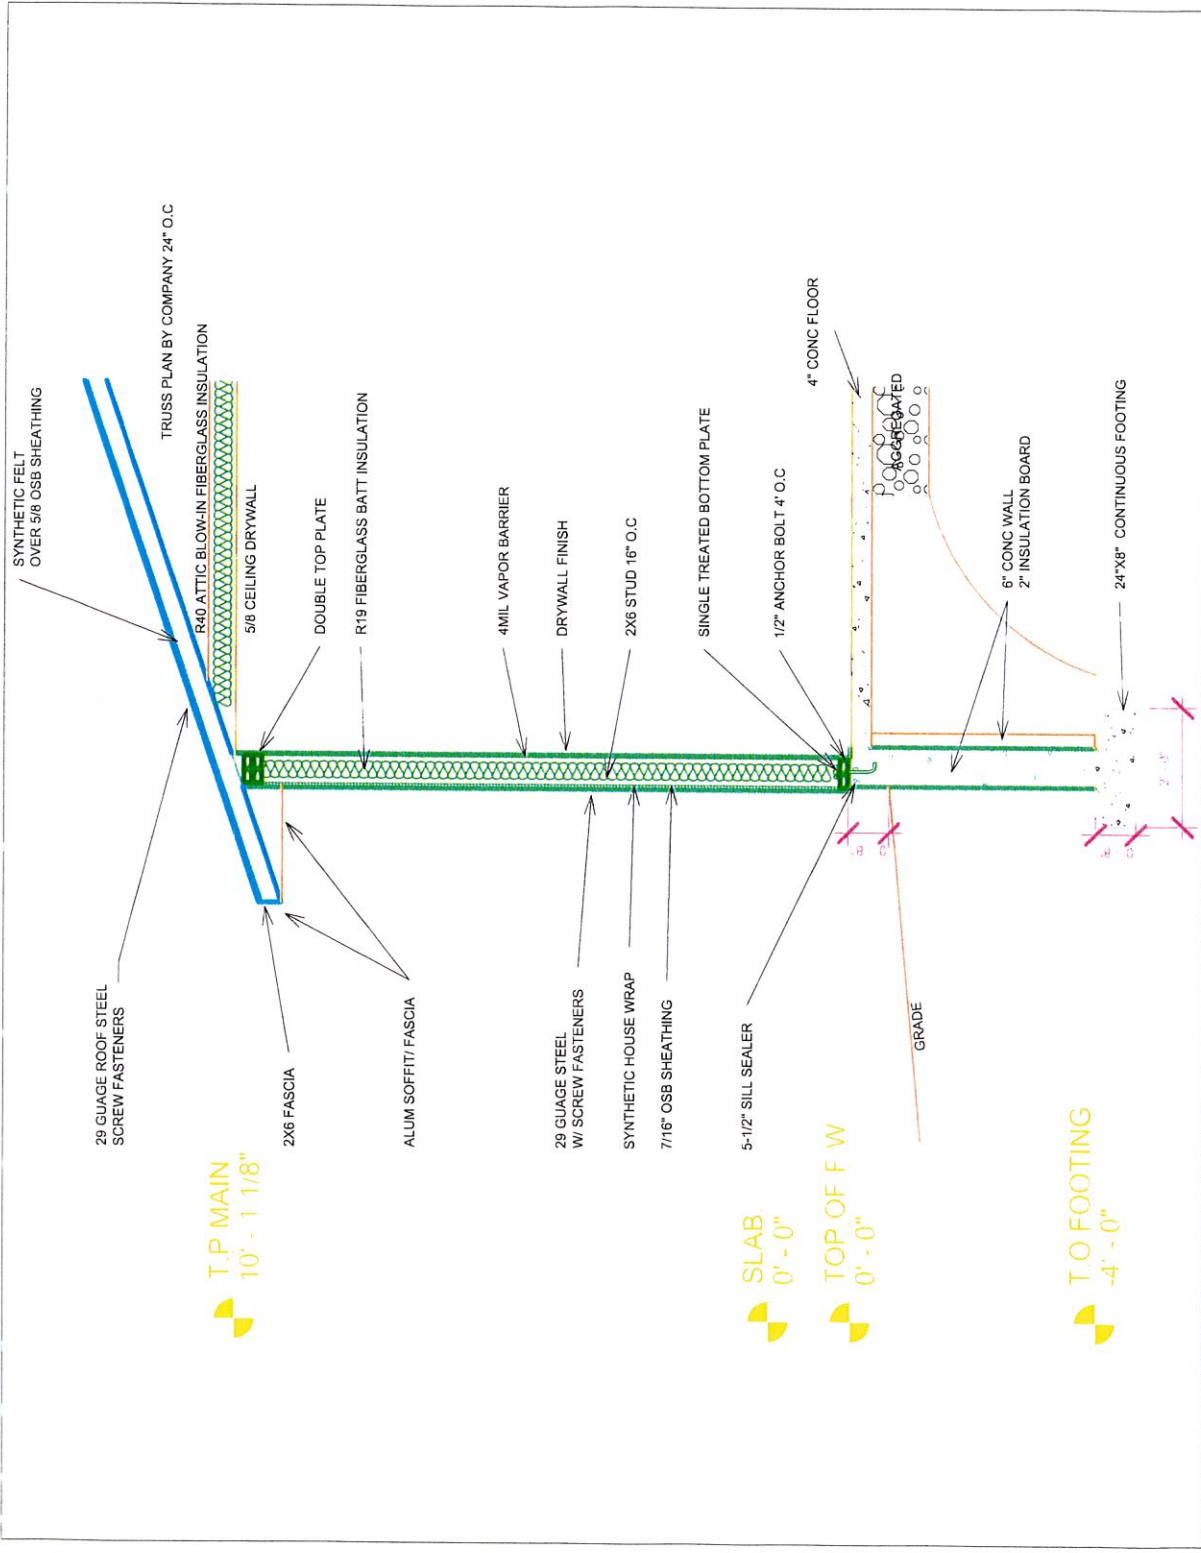 SYNTHETIC FELT
OVER 5/8 OSB SHEATHING
TRUSS PLAN BY COMPANY 24" O.C
R40 ATTIC BLOW-IN FIBERGLASS INSULATION
5/8 CEILING DRYWALL
DOUBLE TOP PLATE
R19 FIBERGLASS BATT INSULATION
4MIL VAPOR BARRIER
DRYWALL FINISH
2X6 STUD 16" O.C
SINGLE TREATED BOTTOM PLATE
1/2" ANCHOR BOLT 4' O.C
4" CONC FLOOR
AGGREGATED
6" CONC WALL
2" INSULATION BOARD
24"X8" CONTINUOUS FOOTING
29 GUAGE ROOF STEEL
SCREW FASTENERS
2X6 FASCIA
ALUM SOFFIT/ FASCIA
29 GUAGE STEEL
W/ SCREW FASTENERS
SYNTHETIC HOUSE WRAP
7/16" OSB SHEATHING
5-1/2" SILL SEALER
GRADE
T.P MAIN
10' - 1 1/8"
SLAB.
0' - 0"
TOP OF F W
0' - 0"
T.O FOOTING
-4' - 0"